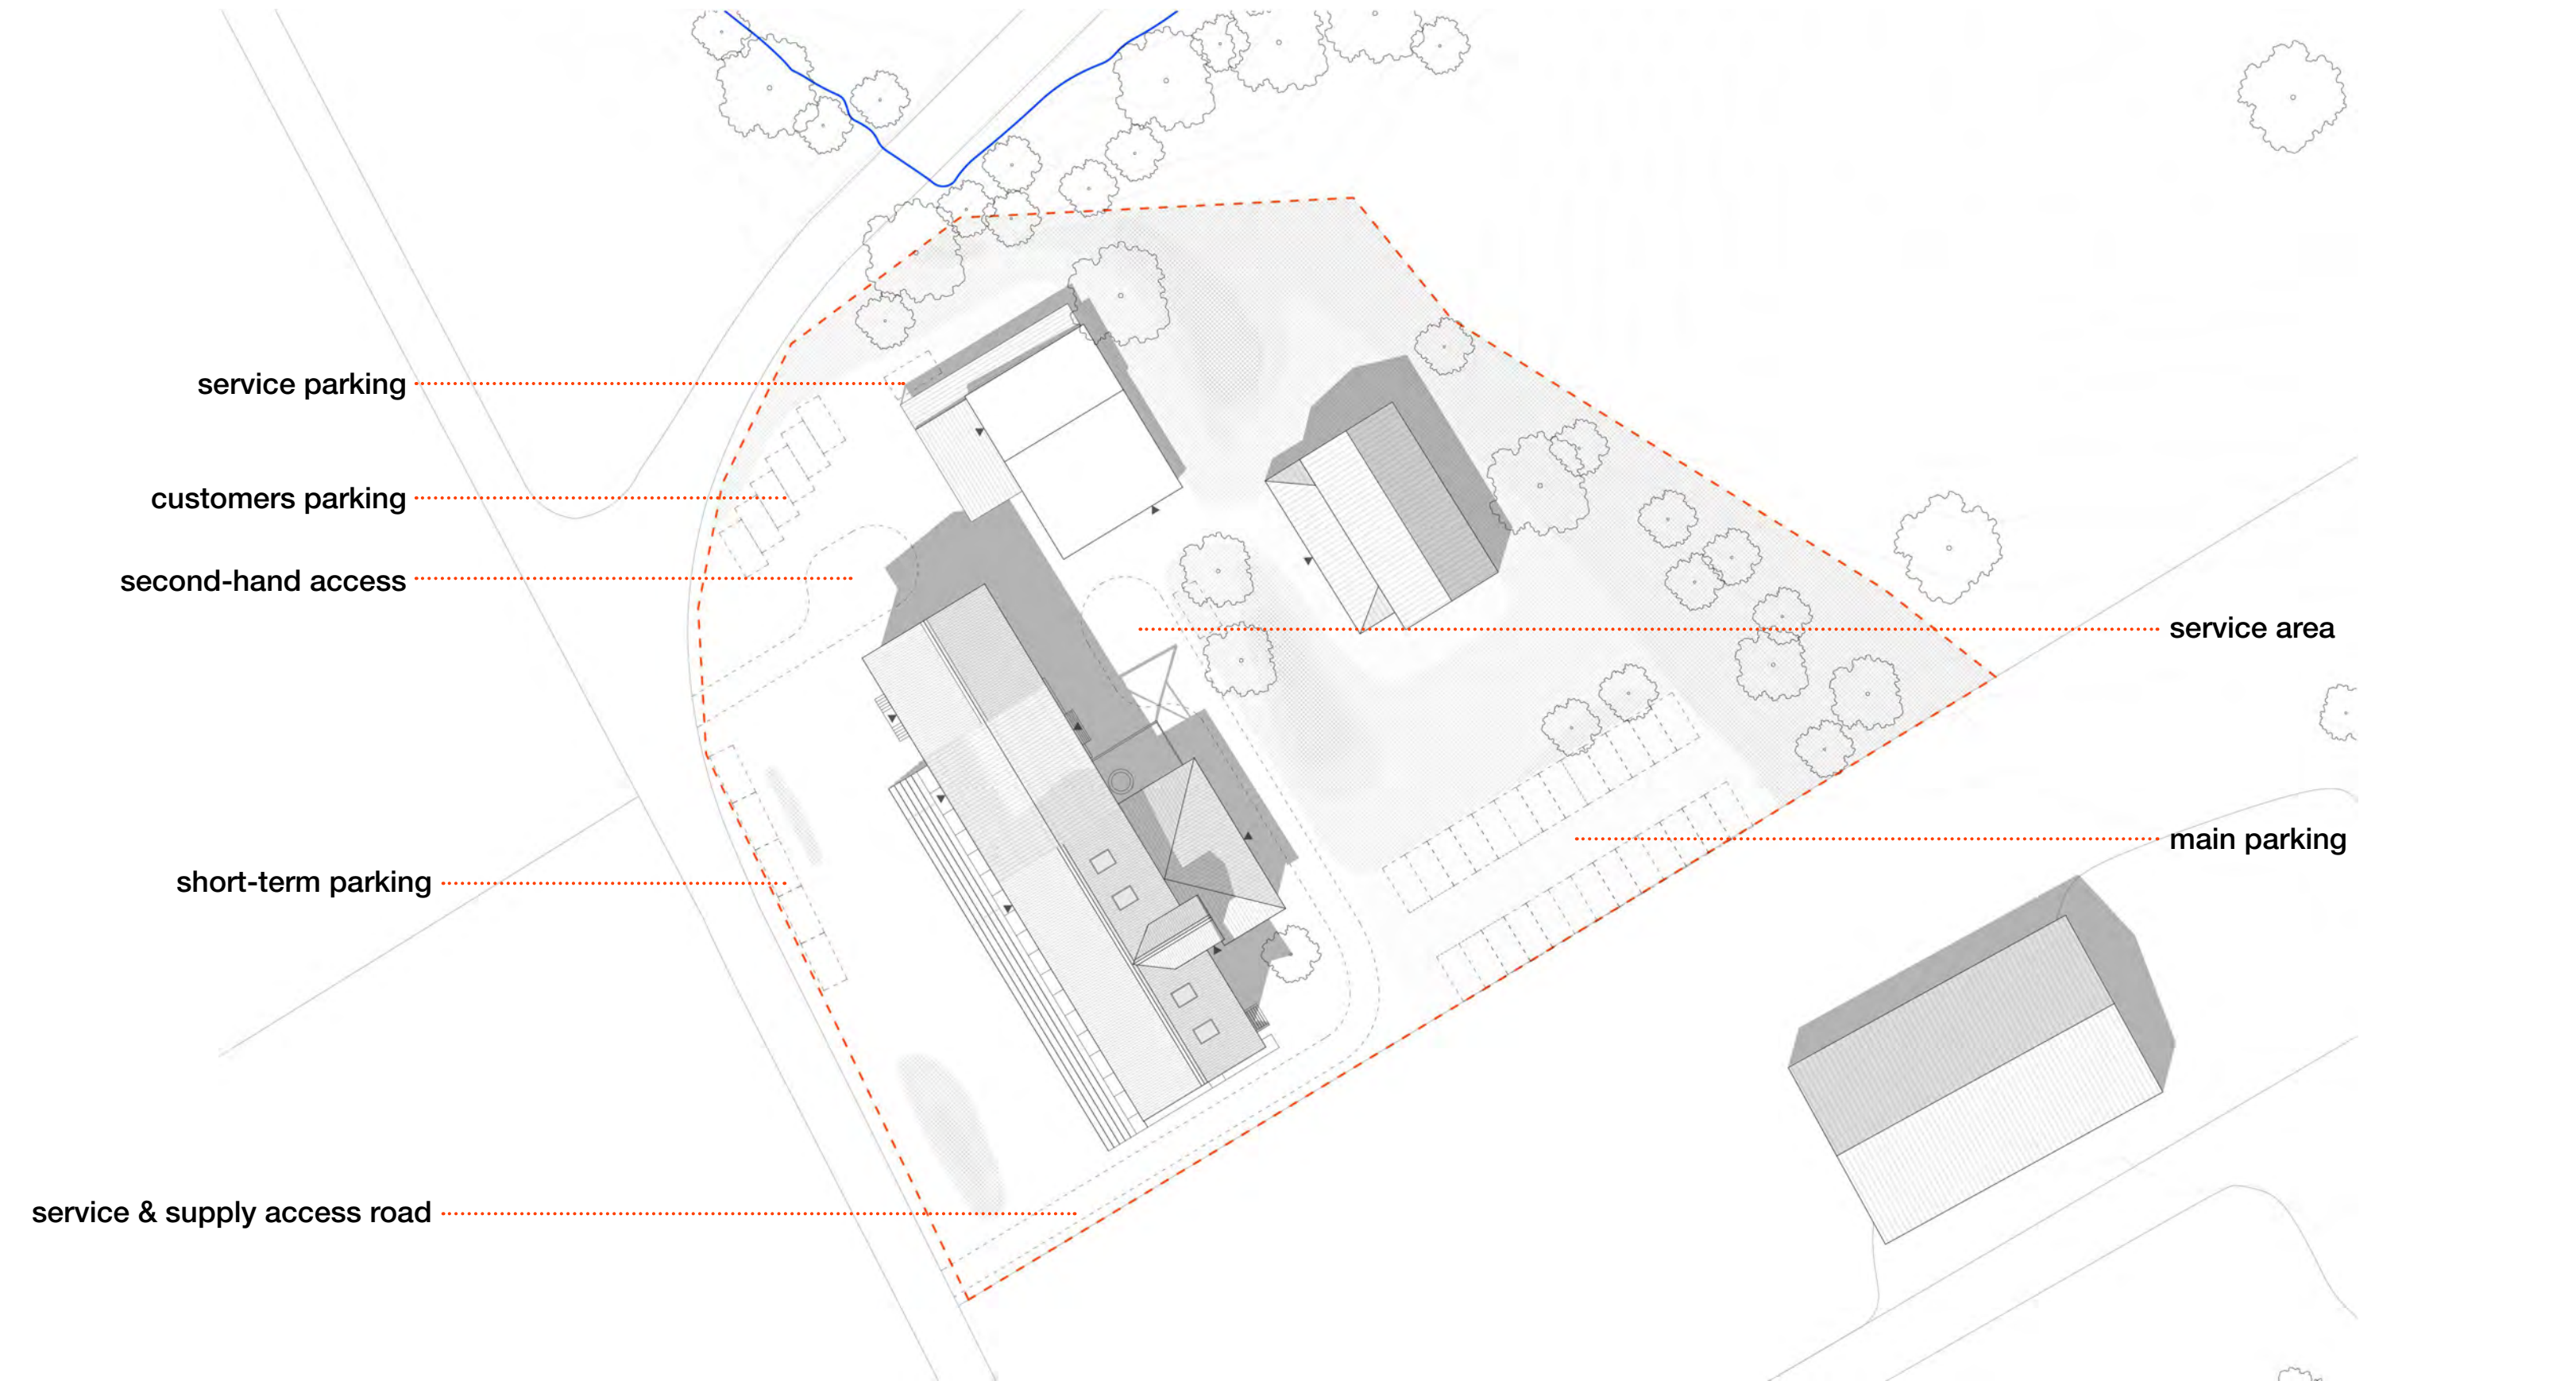 service parking
customers parking
second-hand access
service area
main parking
short-term parking
service & supply access road